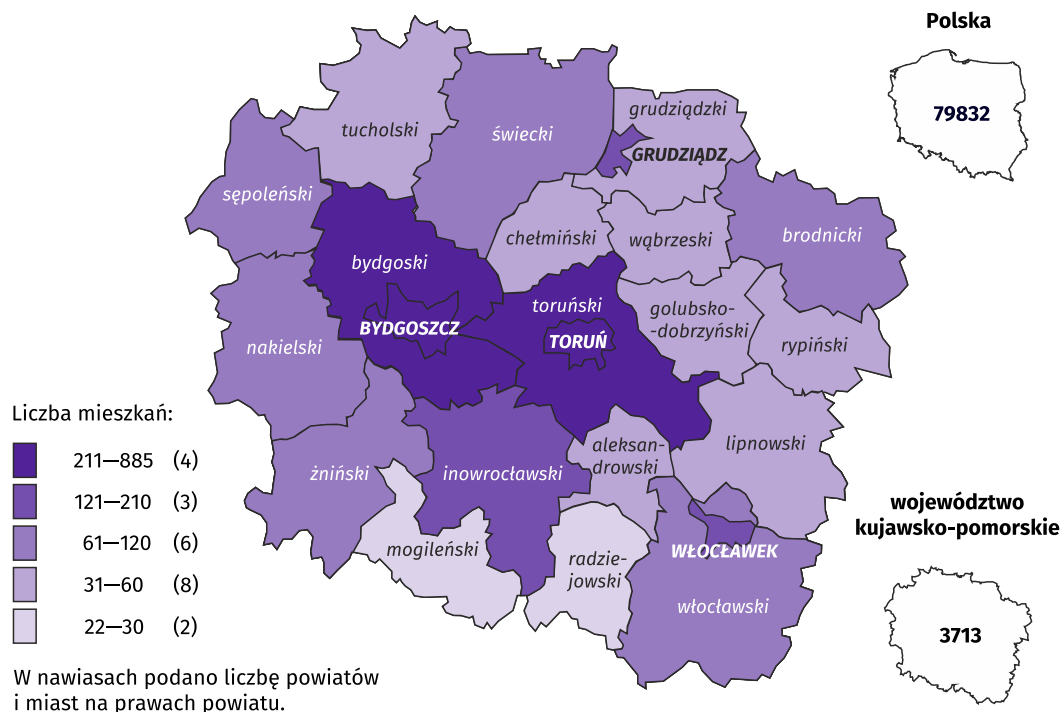 Polska
79832
tucholski
świecki
grudziądzki
GRUDZIĄDZ
sępoleński
chełmiński
wąbrzeski
brodnicki
bydgoski
BYDGOSZCZ
toruński
TORUŃ
golubsko-
-dobrzyński
rypiński
nakielski
Liczba mieszkań:
211—885 (4)
121—210 (3)
61—120 (6)
31—60 (8)
22—30 (2)
żniński
inowrocławski
aleksan-
drowski
lipnowski
mogileński
radzie-
jowski
WŁOCŁAWEK
włocławski
województwo
kujawsko-pomorskie
3713
W nawiasach podano liczbę powiatów
i miast na prawach powiatu.